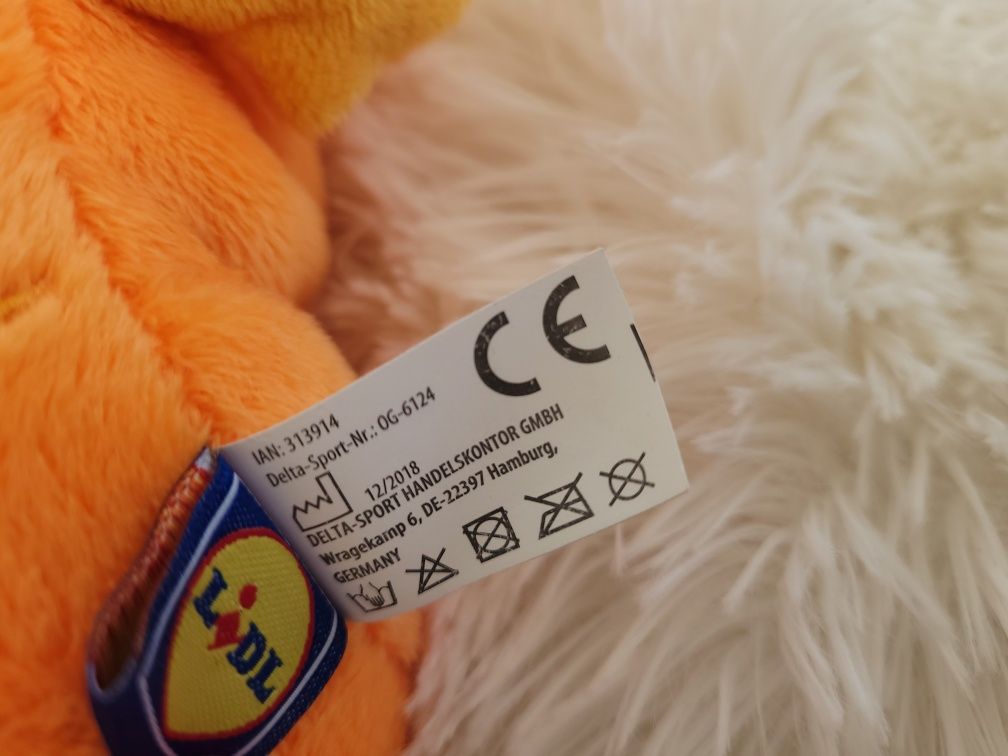 CE
IAN: 313914
Delta-Sport-Nr.: OG-6124
12/2018
DELTA-SPORT HANDELSKONTOR GMBH
Wragekamp 6, DE-22397 Hamburg,
GERMANY
LIDL